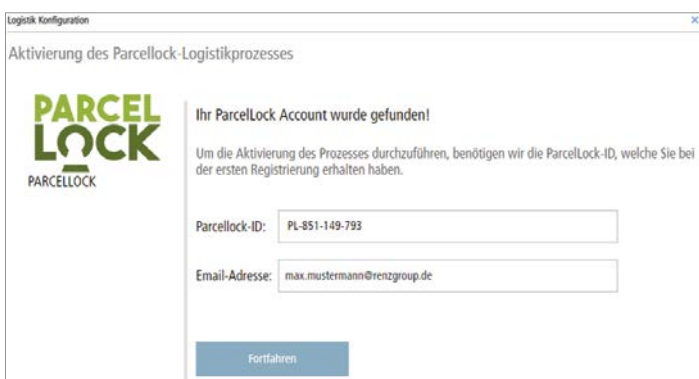 Logistik Konfiguration
×
Aktivierung des Parcellock-Logistikprozesses
PARCEL
LOCK
PARCELLOCK
Ihr ParcelLock Account wurde gefunden!
Um die Aktivierung des Prozesses durchzuführen, benötigen wir die ParcelLock-ID, welche Sie bei
der ersten Registrierung erhalten haben.
Parcellock-ID: PL-851-149-793
Email-Adresse: max.mustermann@renzgroup.de
Fortfahren